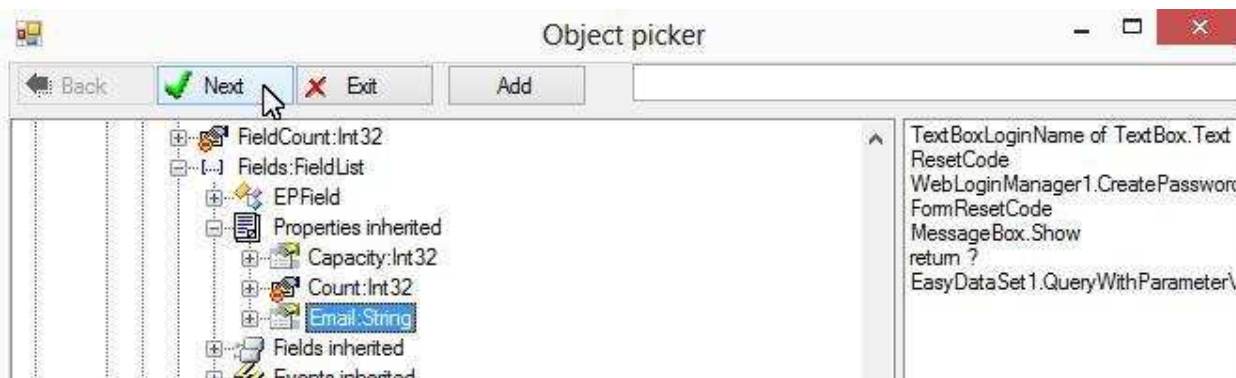 Object picker
Back Next Exit Add
FieldCount:Int32
Fields:FieldList
EPField
Properties inherited
Capacity:Int32
Count:Int32
Email:String
Fields inherited
Events inherited
TextBoxLoginName of TextBox.Text
ResetCode
WebLoginManager1.CreatePassword
FormResetCode
MessageBox.Show
return ?
EasyDataSet1.QueryWithParameterV